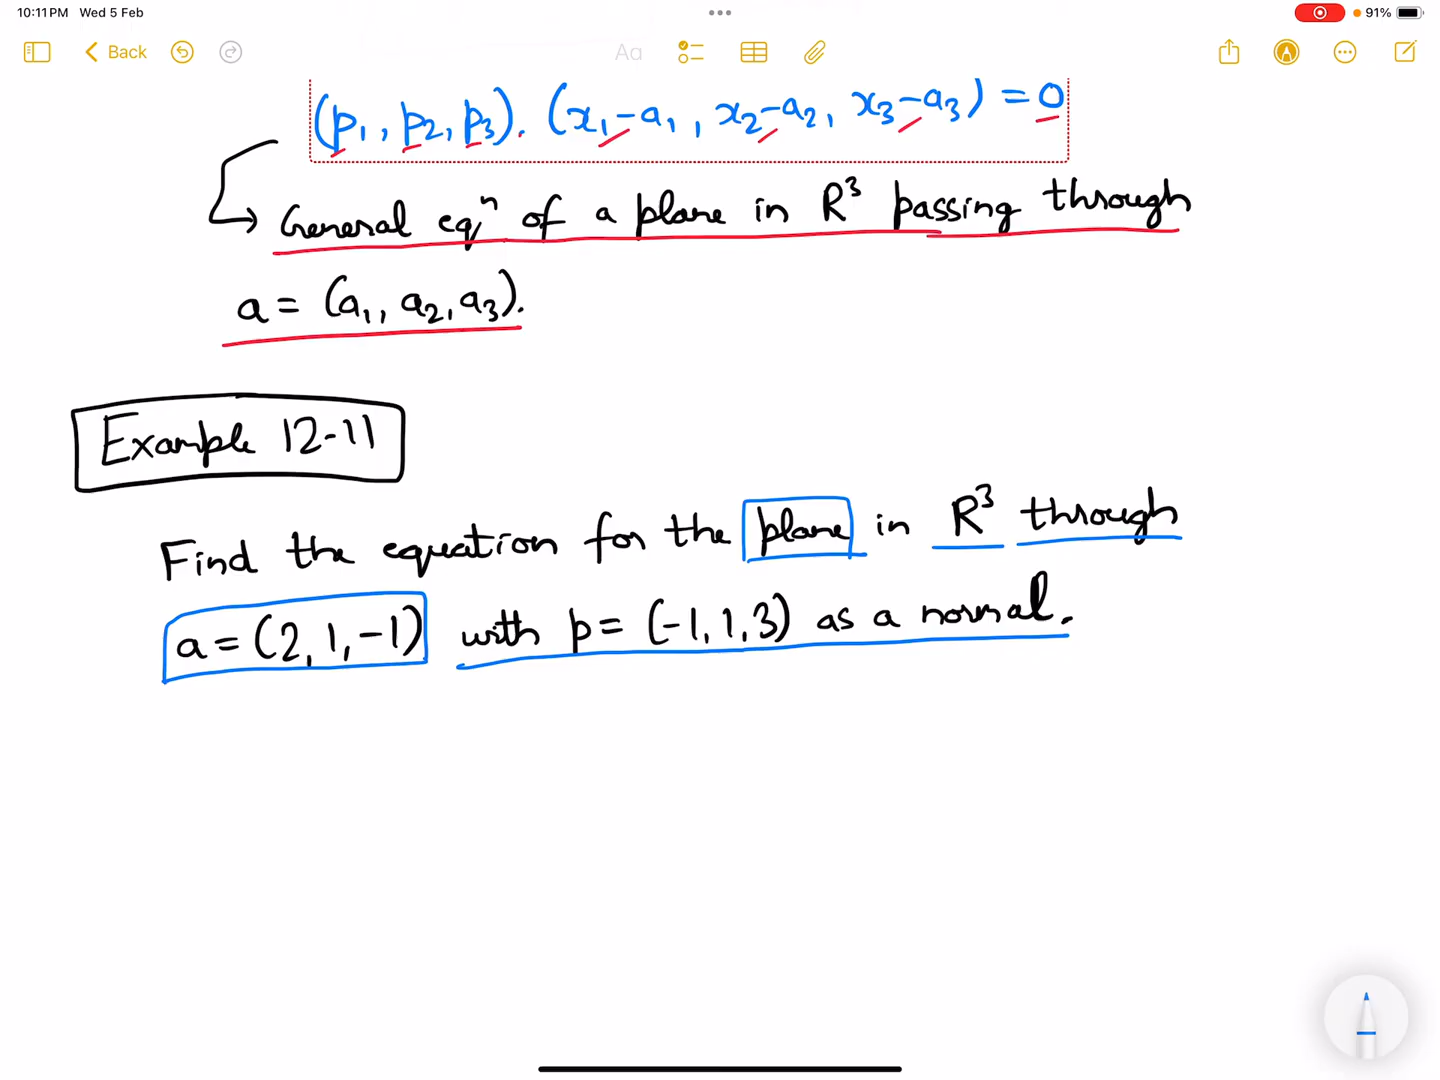 10:11 PM Wed 5 Feb
91%
Back
Aa
(p₁, p₂, p₃). (x₁-a₁, x₂-a₂, x₃-a₃) = 0
General eqⁿ of a plane in R³ passing through
a = (a₁, a₂, a₃).
Example 12-11
Find the equation for the plane in R³ through
a = (2, 1, -1) with p = (-1, 1, 3) as a normal.